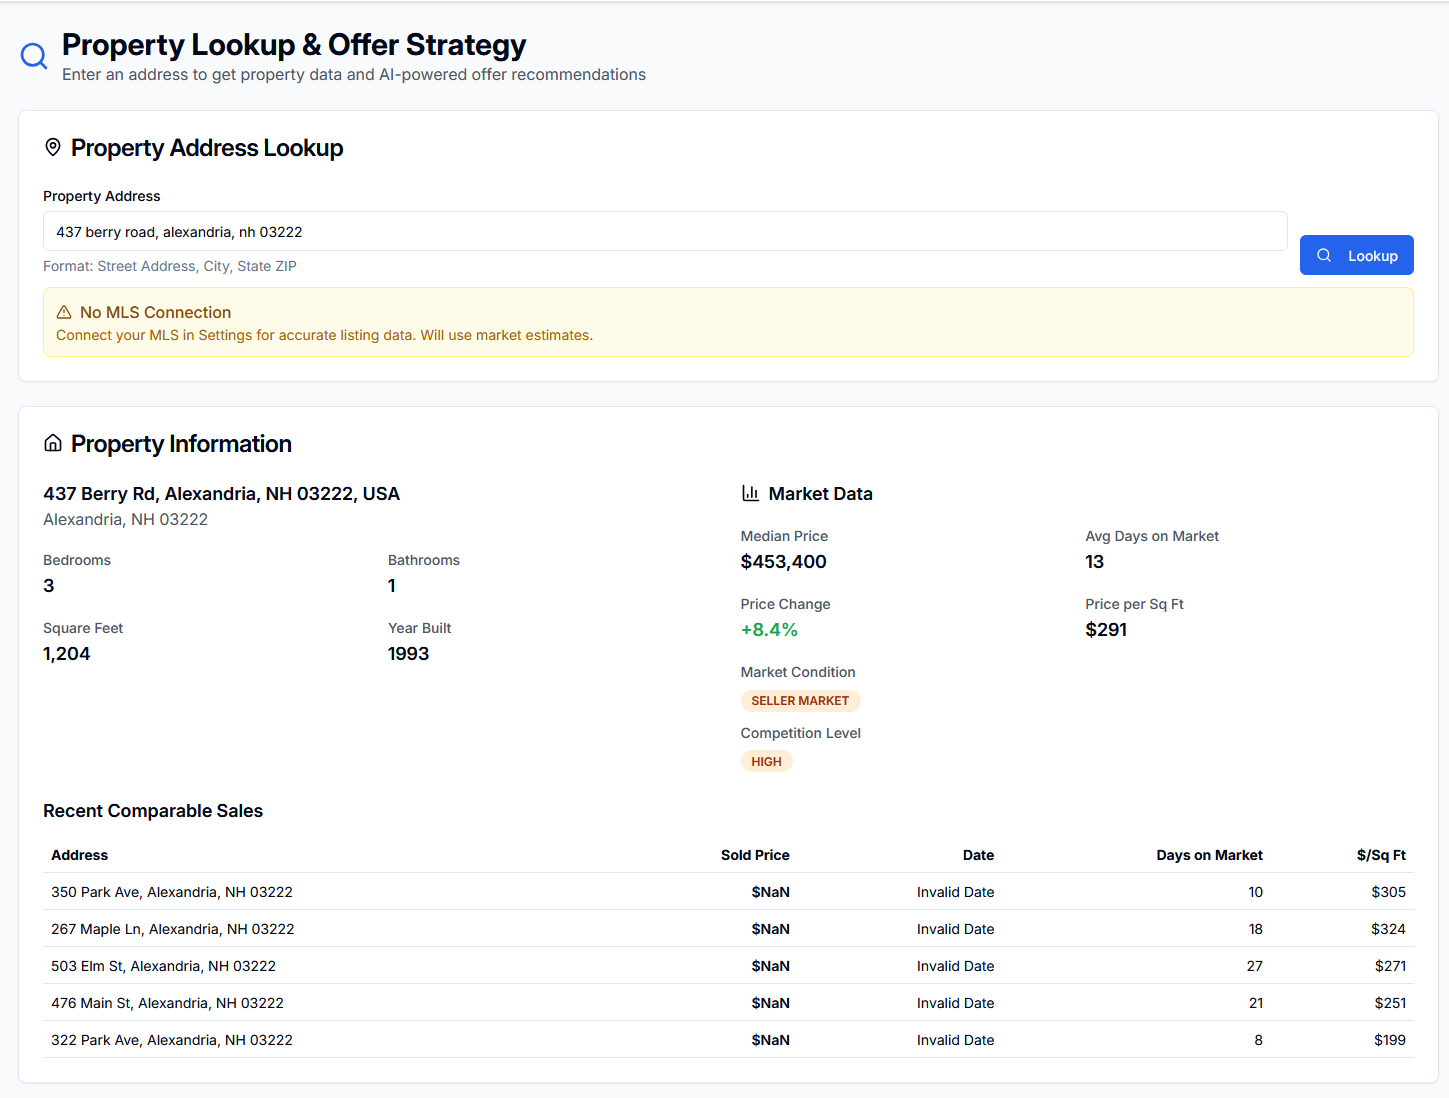 Property Lookup & Offer Strategy
Enter an address to get property data and AI-powered offer recommendations
Property Address Lookup
Property Address
437 berry road, alexandria, nh 03222
Lookup
Format: Street Address, City, State ZIP
No MLS Connection
Connect your MLS in Settings for accurate listing data. Will use market estimates.
Property Information
437 Berry Rd, Alexandria, NH 03222, USA
Alexandria, NH 03222
Bedrooms Bathrooms
3 1
Square Feet Year Built
1,204 1993
Market Data
Median Price Avg Days on Market
$453,400 13
Price Change Price per Sq Ft
+8.4% $291
Market Condition
SELLER MARKET
Competition Level
HIGH
Recent Comparable Sales
Address Sold Price Date Days on Market $/Sq Ft
350 Park Ave, Alexandria, NH 03222 $NaN Invalid Date 10 $305
267 Maple Ln, Alexandria, NH 03222 $NaN Invalid Date 18 $324
503 Elm St, Alexandria, NH 03222 $NaN Invalid Date 27 $271
476 Main St, Alexandria, NH 03222 $NaN Invalid Date 21 $251
322 Park Ave, Alexandria, NH 03222 $NaN Invalid Date 8 $199